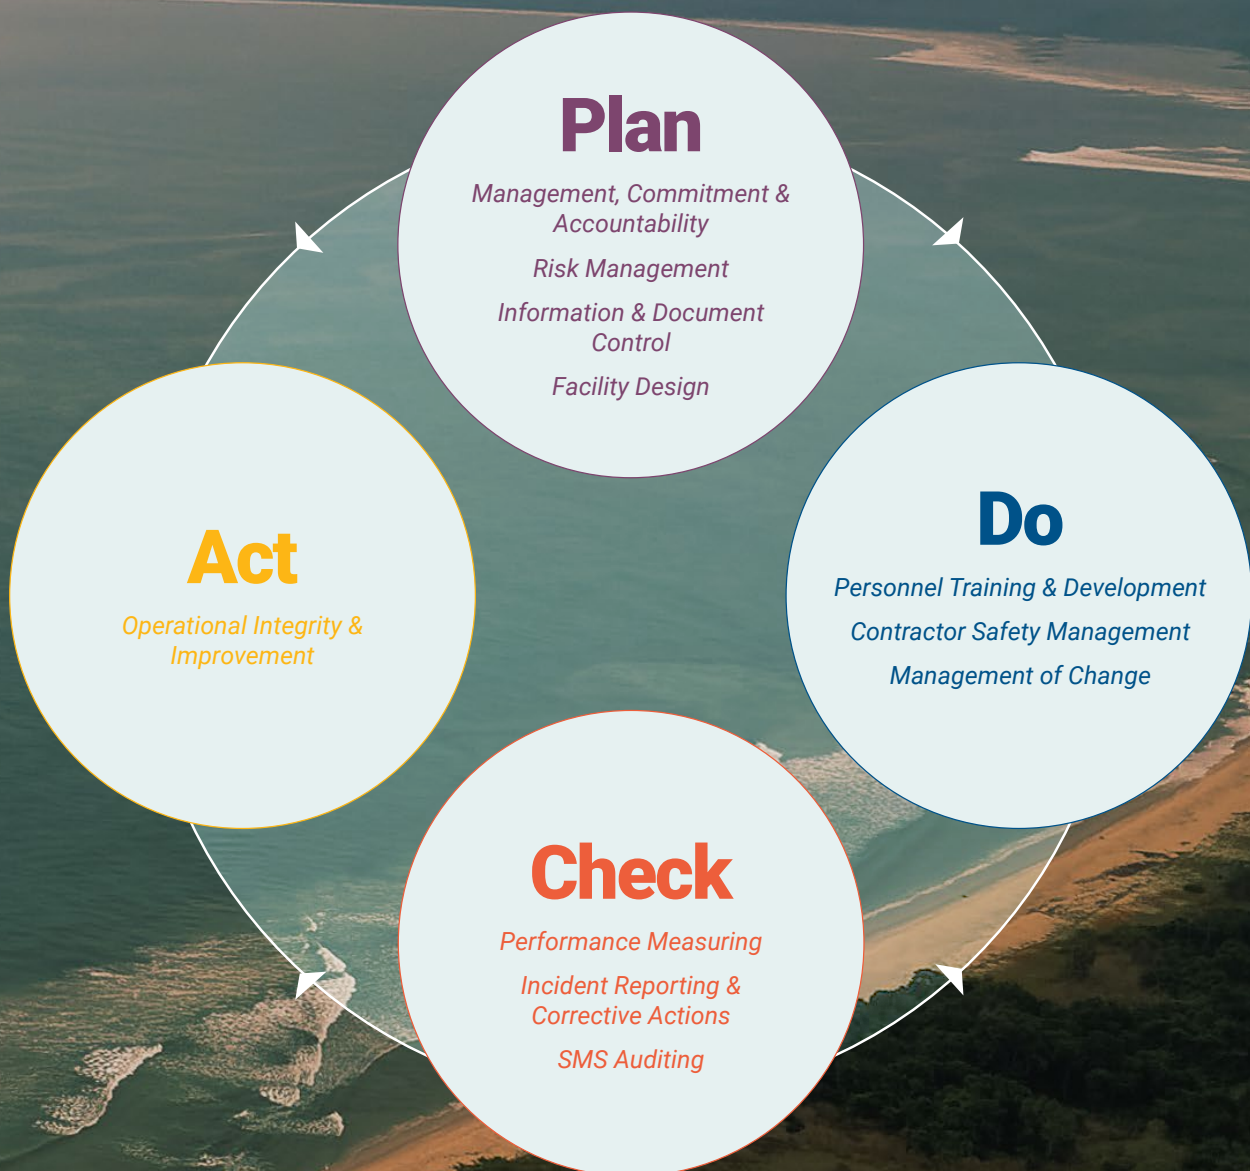 Plan
Management, Commitment &
Accountability
Risk Management
Information & Document
Control
Facility Design
Do
Personnel Training & Development
Contractor Safety Management
Management of Change
Check
Performance Measuring
Incident Reporting &
Corrective Actions
SMS Auditing
Act
Operational Integrity &
Improvement